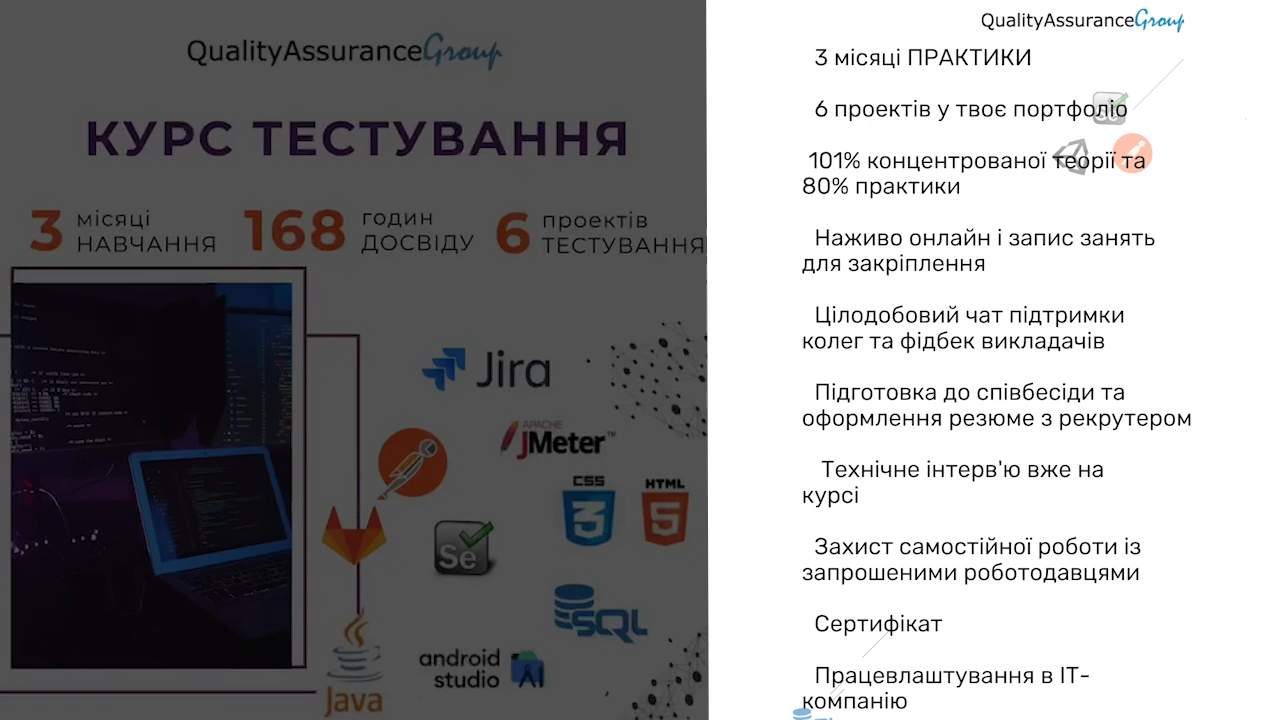 QualityAssuranceGroup
КУРС ТЕСТУВАННЯ
3 місяці НАВЧАННЯ
168 годин ДОСВІДУ
6 проектів ТЕСТУВАННЯ
Jira
APACHE
JMeter™
CSS
3
HTML
5
Se
SQL
android
studio
Java
QualityAssuranceGroup
3 місяці ПРАКТИКИ
6 проектів у твоє портфоліо
101% концентрованої теорії та
80% практики
Наживо онлайн і запис занять
для закріплення
Цілодобовий чат підтримки
колег та фідбек викладачів
Підготовка до співбесіди та
оформлення резюме з рекрутером
Технічне інтерв'ю вже на
курсі
Захист самостійної роботи із
запрошеними роботодавцями
Сертифікат
Працевлаштування в ІТ-
компанію